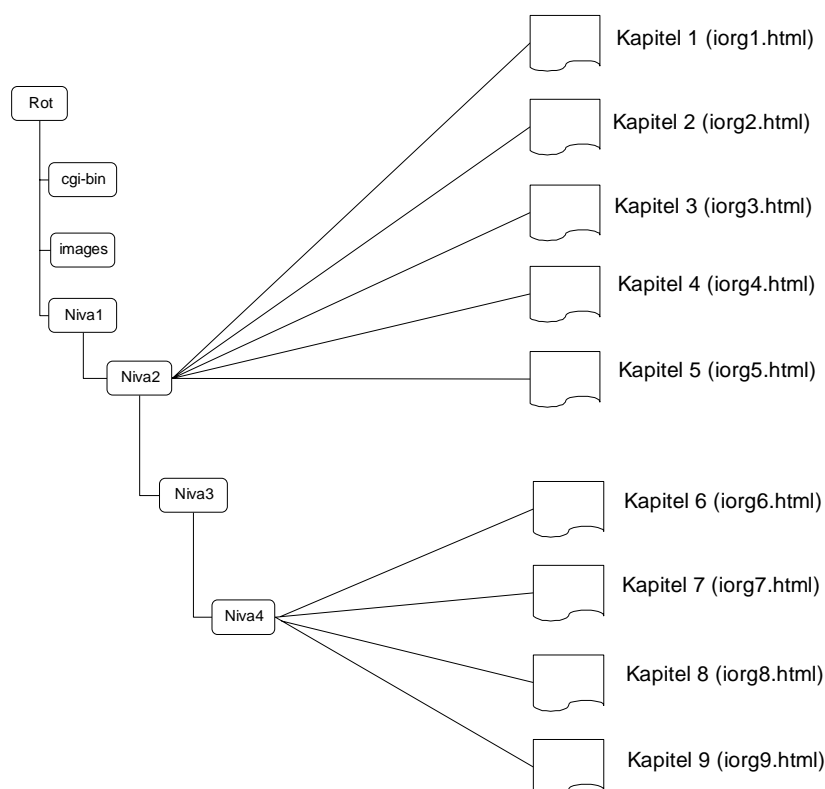 Rot
cgi-bin
images
Niva1
Niva2
Niva3
Niva4
Kapitel 1 (iorg1.html)
Kapitel 2 (iorg2.html)
Kapitel 3 (iorg3.html)
Kapitel 4 (iorg4.html)
Kapitel 5 (iorg5.html)
Kapitel 6 (iorg6.html)
Kapitel 7 (iorg7.html)
Kapitel 8 (iorg8.html)
Kapitel 9 (iorg9.html)